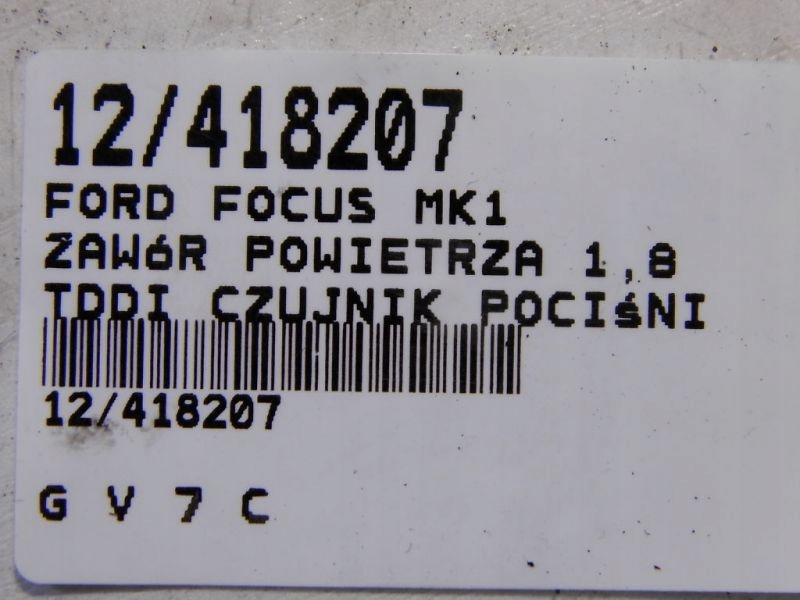 12/418207
FORD FOCUS MK1
ZAWóR POWIETRZA 1,8
TDDI CZUJNIK POCIśNI
12/418207
G V 7 C